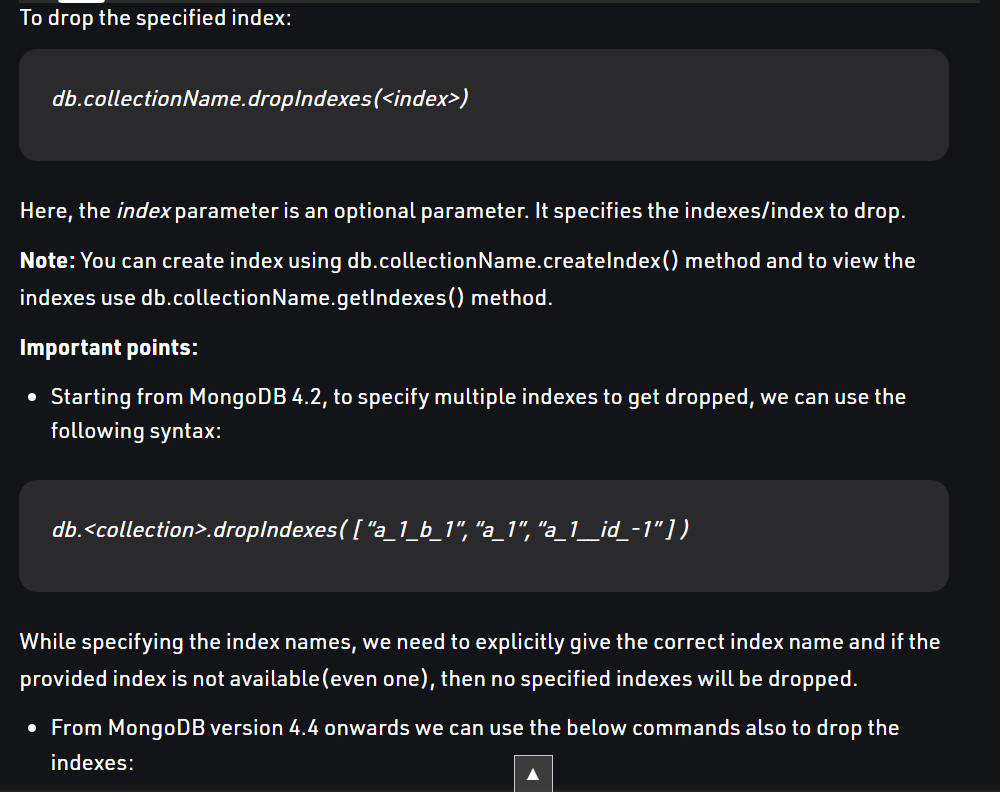 To drop the specified index:
db.collectionName.dropIndexes(<index>)
Here, the index parameter is an optional parameter. It specifies the indexes/index to drop.
Note: You can create index using db.collectionName.createIndex() method and to view the
indexes use db.collectionName.getIndexes() method.
Important points:
• Starting from MongoDB 4.2, to specify multiple indexes to get dropped, we can use the
following syntax:
db.<collection>.dropIndexes( [ “a_1_b_1”, “a_1”, “a_1__id_-1” ] )
While specifying the index names, we need to explicitly give the correct index name and if the
provided index is not available(even one), then no specified indexes will be dropped.
• From MongoDB version 4.4 onwards we can use the below commands also to drop the
indexes: